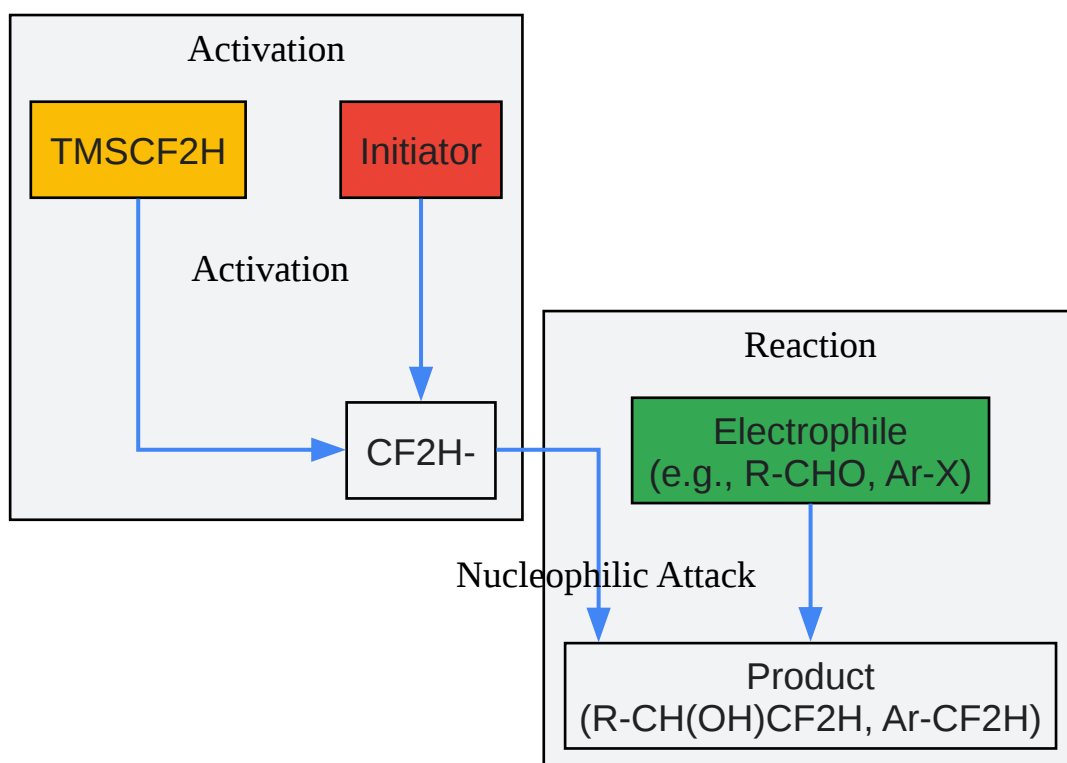 Activation
TMSCF2H
Initiator
Activation
CF2H-
Reaction
Electrophile
(e.g., R-CHO, Ar-X)
Nucleophilic Attack
Product
(R-CH(OH)CF2H, Ar-CF2H)